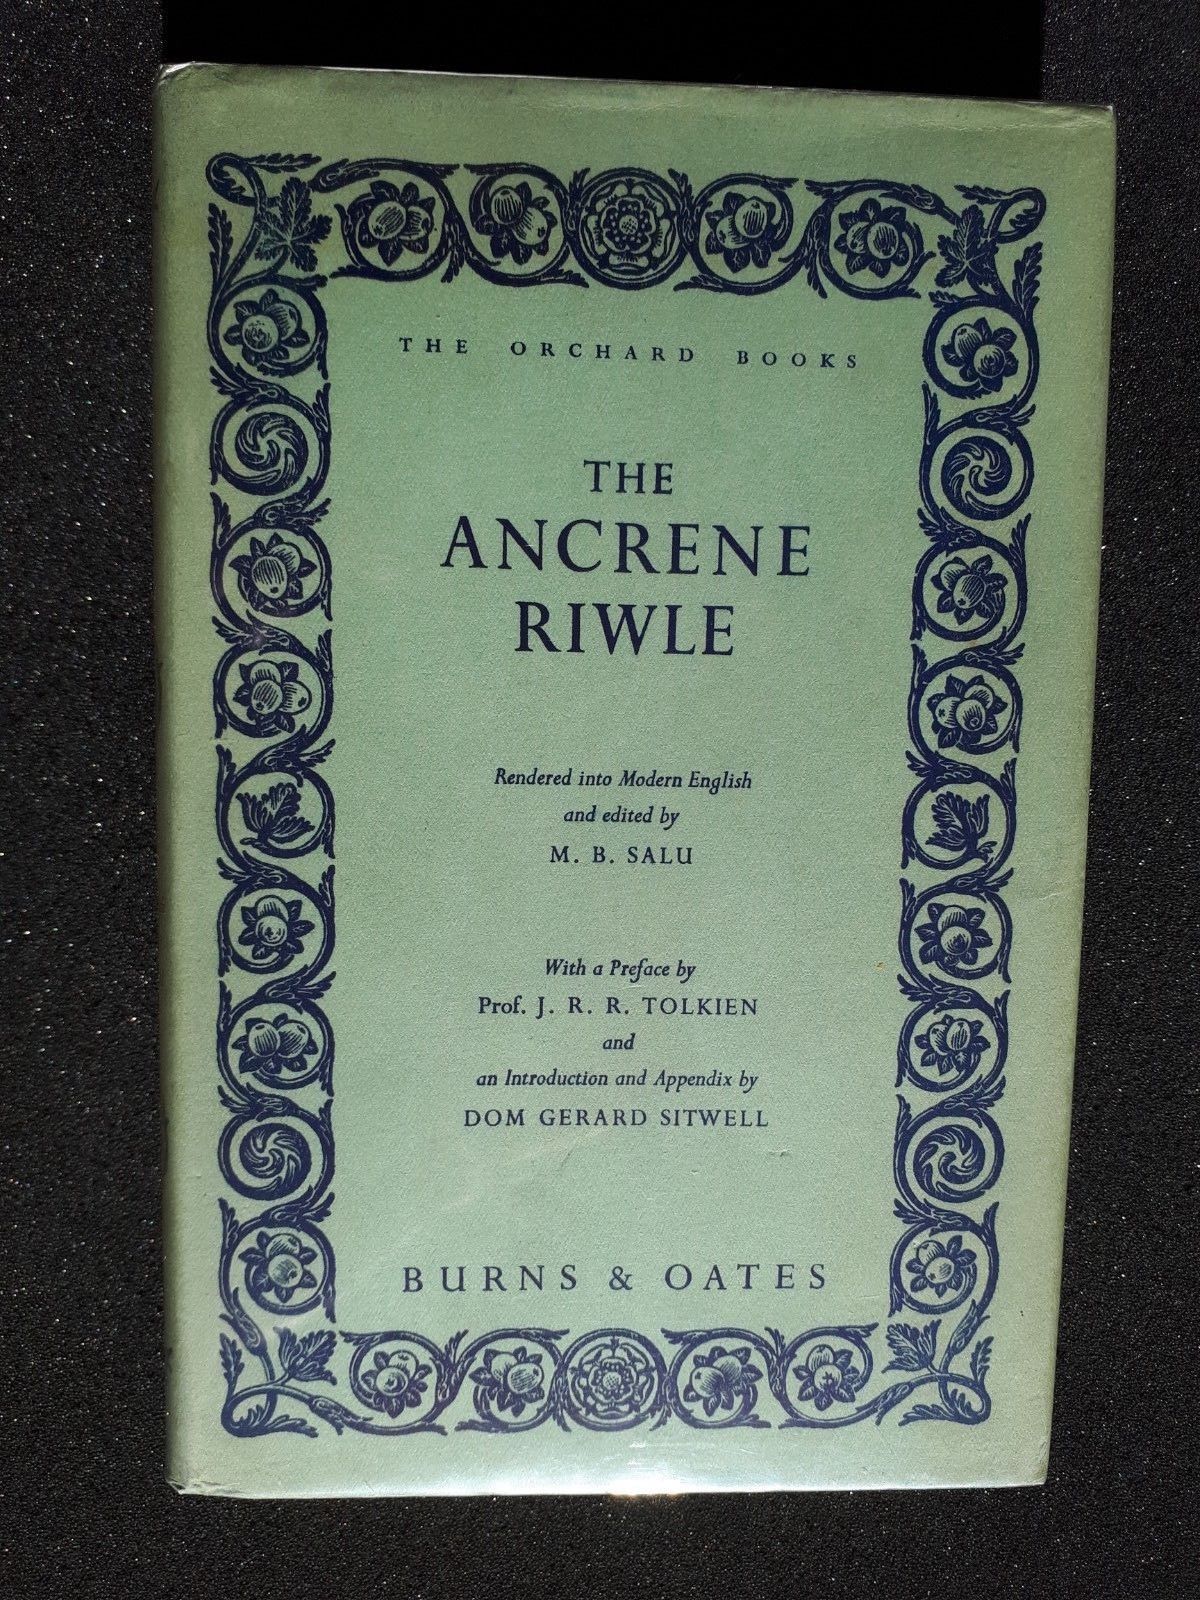 THE ORCHARD BOOKS
THE
ANCRENE
RIWLE
Rendered into Modern English
and edited by
M. B. SALU
With a Preface by
Prof. J. R. R. TOLKIEN
and
an Introduction and Appendix by
DOM GERARD SITWELL
BURNS & OATES